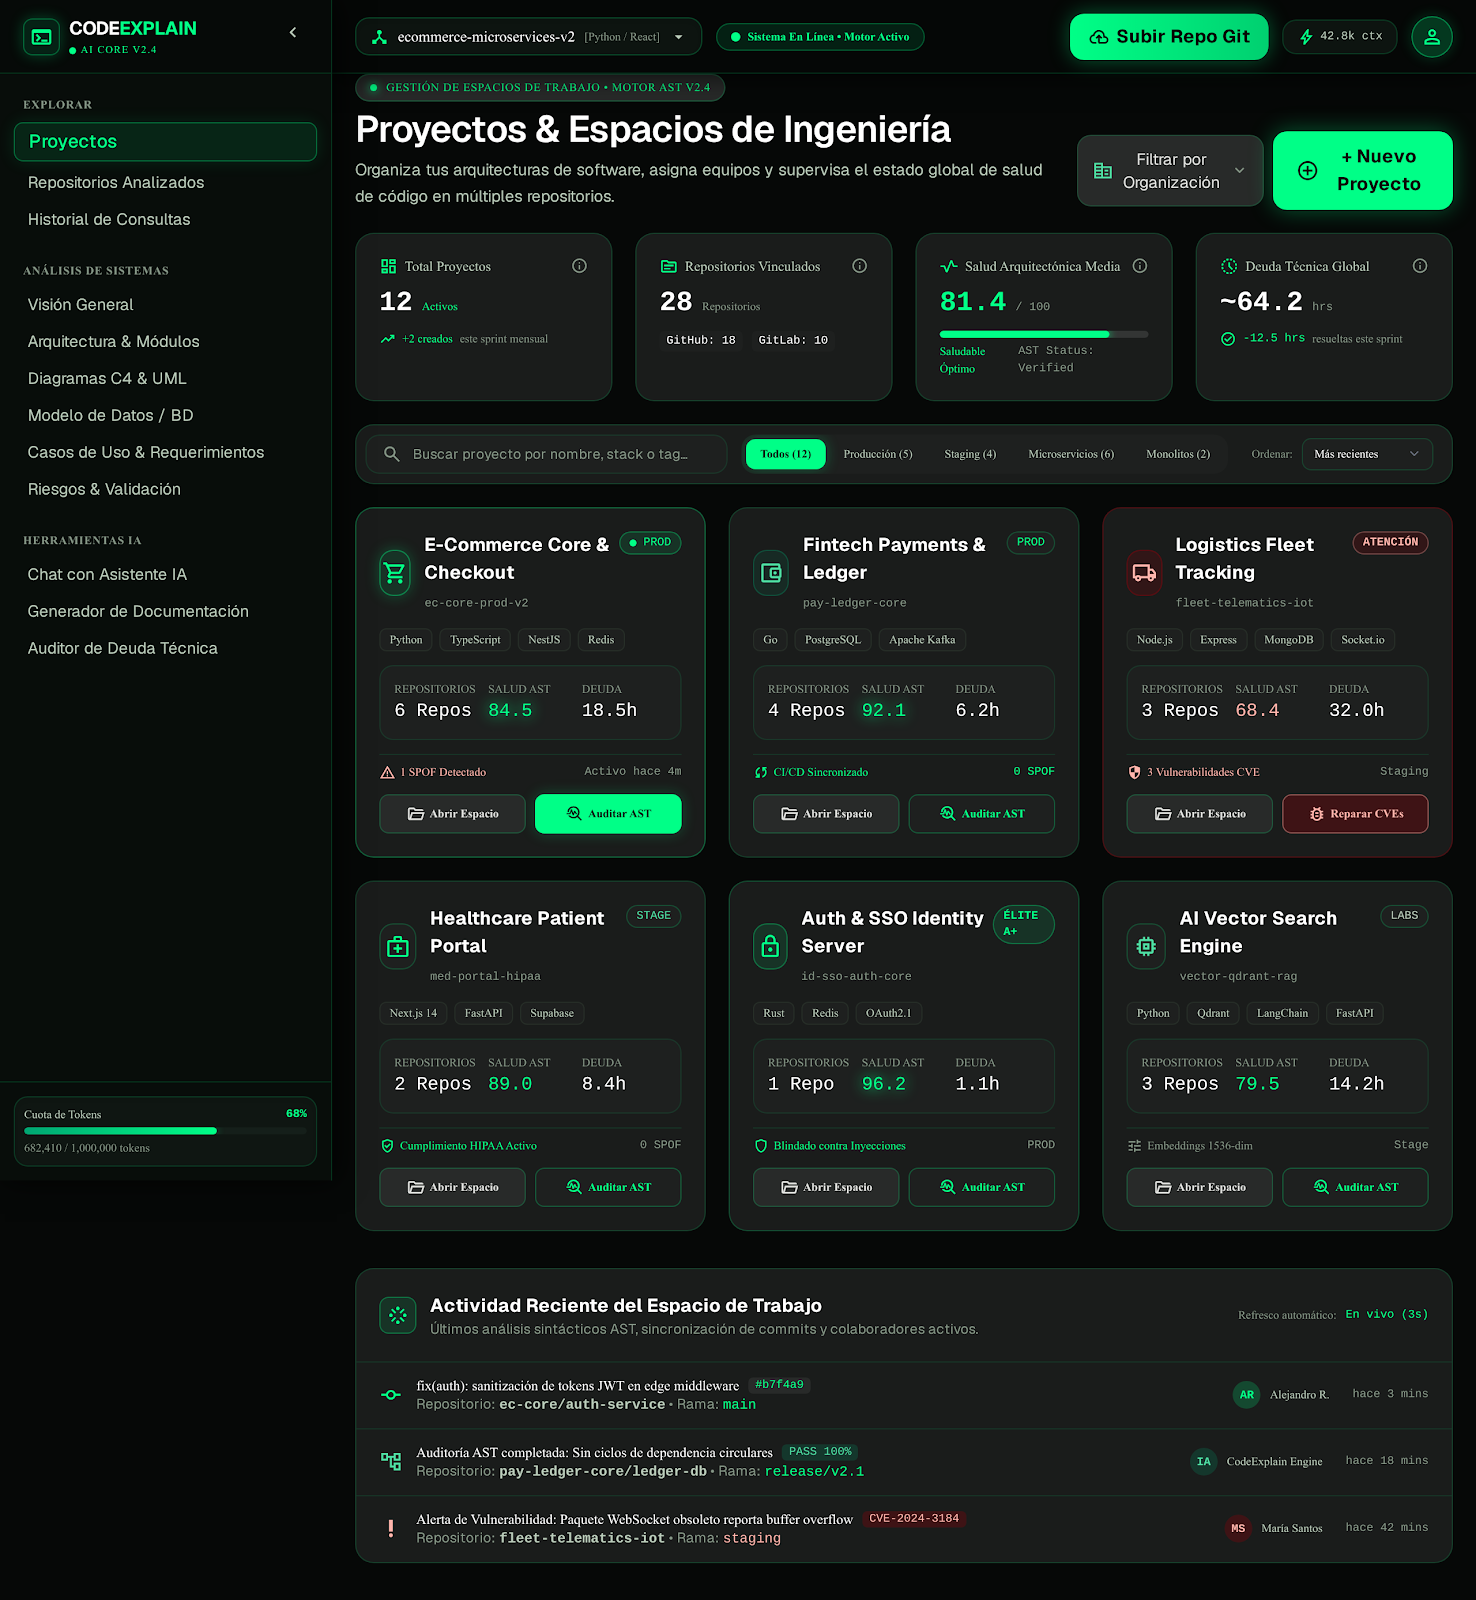 CODEEXPLAIN
AI CORE V2.4
EXPLORAR
Proyectos
Repositorios Analizados
Historial de Consultas
ANÁLISIS DE SISTEMAS
Visión General
Arquitectura & Módulos
Diagramas C4 & UML
Modelo de Datos / BD
Casos de Uso & Requerimientos
Riesgos & Validación
HERRAMIENTAS IA
Chat con Asistente IA
Generador de Documentación
Auditor de Deuda Técnica
Cuota de Tokens 68%
682,410 / 1,000,000 tokens
ecommerce-microservices-v2 [Python / React]
Sistema En Línea • Motor Activo
Subir Repo Git
42.8k ctx
GESTIÓN DE ESPACIOS DE TRABAJO • MOTOR AST V2.4
Proyectos & Espacios de Ingeniería
Organiza tus arquitecturas de software, asigna equipos y supervisa el estado global de salud
de código en múltiples repositorios.
Filtrar por
Organización
+ Nuevo
Proyecto
Total Proyectos
12 Activos
+2 creados este sprint mensual
Repositorios Vinculados
28 Repositorios
GitHub: 18 GitLab: 10
Salud Arquitectónica Media
81.4 / 100
Saludable
Óptimo
AST Status:
Verified
Deuda Técnica Global
~64.2 hrs
-12.5 hrs resueltas este sprint
Buscar proyecto por nombre, stack o tag...
Todos (12) Producción (5) Staging (4) Microservicios (6) Monolitos (2)
Ordenar: Más recientes
E-Commerce Core &
Checkout
PROD
ec-core-prod-v2
Python TypeScript NestJS Redis
REPOSITORIOS SALUD AST DEUDA
6 Repos 84.5 18.5h
1 SPOF Detectado Activo hace 4m
Abrir Espacio Auditar AST
Fintech Payments &
Ledger
PROD
pay-ledger-core
Go PostgreSQL Apache Kafka
REPOSITORIOS SALUD AST DEUDA
4 Repos 92.1 6.2h
CI/CD Sincronizado 0 SPOF
Abrir Espacio Auditar AST
Logistics Fleet
Tracking
ATENCIÓN
fleet-telematics-iot
Node.js Express MongoDB Socket.io
REPOSITORIOS SALUD AST DEUDA
3 Repos 68.4 32.0h
3 Vulnerabilidades CVE Staging
Abrir Espacio Reparar CVEs
Healthcare Patient
Portal
STAGE
med-portal-hipaa
Next.js 14 FastAPI Supabase
REPOSITORIOS SALUD AST DEUDA
2 Repos 89.0 8.4h
Cumplimiento HIPAA Activo 0 SPOF
Abrir Espacio Auditar AST
Auth & SSO Identity
Server
ÉLITE
A+
id-sso-auth-core
Rust Redis OAuth2.1
REPOSITORIOS SALUD AST DEUDA
1 Repo 96.2 1.1h
Blindado contra Inyecciones PROD
Abrir Espacio Auditar AST
AI Vector Search
Engine
LABS
vector-qdrant-rag
Python Qdrant LangChain FastAPI
REPOSITORIOS SALUD AST DEUDA
3 Repos 79.5 14.2h
Embeddings 1536-dim Stage
Abrir Espacio Auditar AST
Actividad Reciente del Espacio de Trabajo
Últimos análisis sintácticos AST, sincronización de commits y colaboradores activos.
Refresco automático: En vivo (3s)
fix(auth): sanitización de tokens JWT en edge middleware #b7f4a9
Repositorio: ec-core/auth-service • Rama: main
AR Alejandro R. hace 3 mins
Auditoría AST completada: Sin ciclos de dependencia circulares PASS 100%
Repositorio: pay-ledger-core/ledger-db • Rama: release/v2.1
IA CodeExplain Engine hace 18 mins
Alerta de Vulnerabilidad: Paquete WebSocket obsoleto reporta buffer overflow CVE-2024-3184
Repositorio: fleet-telematics-iot • Rama: staging
MS María Santos hace 42 mins